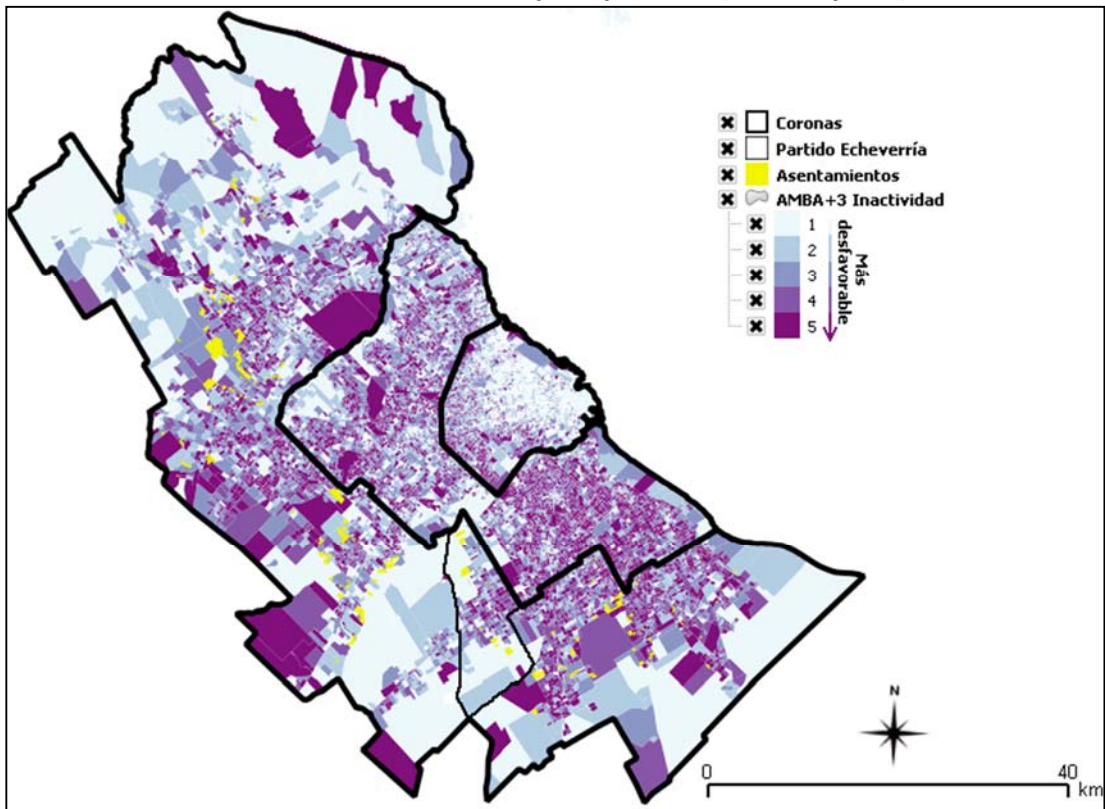 Coronas
Partido Echeverría
Asentamientos
AMBA+3 Inactividad
1
2
3
4
5
Más
desfavorable
N
0 40
km